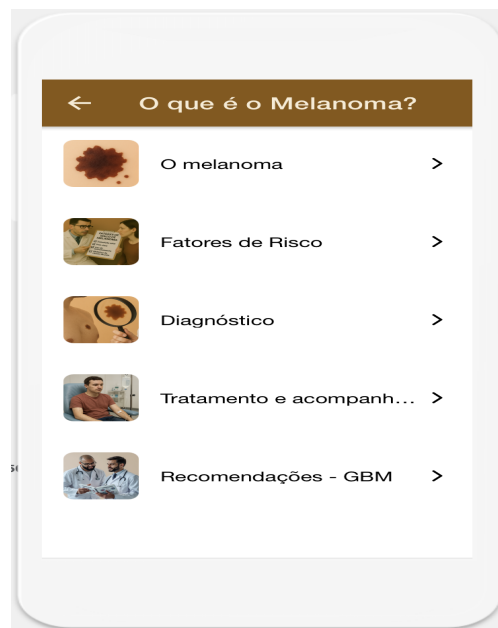 O que é o Melanoma?
O melanoma
Fatores de Risco
Diagnóstico
Tratamento e acompanh...
Recomendações - GBM